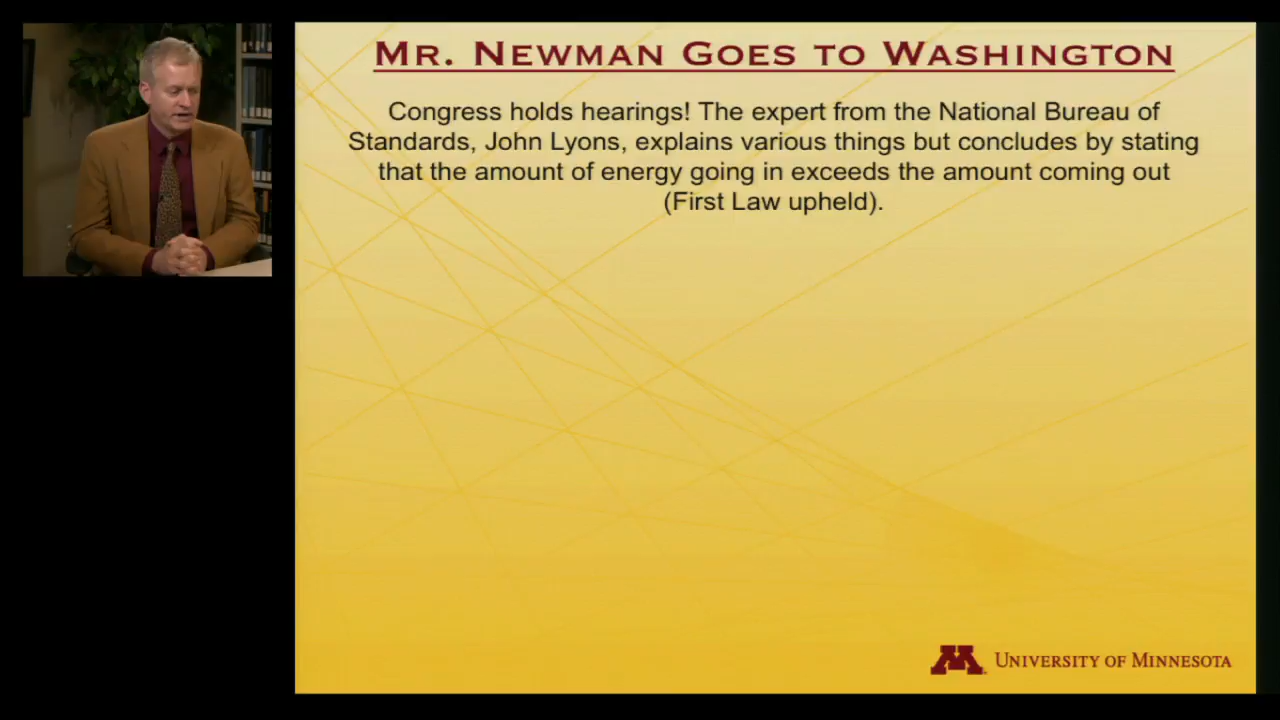 Mr. Newman Goes to Washington
Congress holds hearings! The expert from the National Bureau of
Standards, John Lyons, explains various things but concludes by stating
that the amount of energy going in exceeds the amount coming out
(First Law upheld).
M University of Minnesota